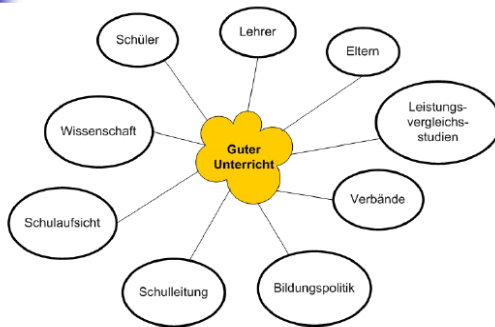 Schüler
Lehrer
Eltern
Leistungs-
vergleichs-
studien
Wissenschaft
Guter
Unterricht
Verbände
Schulaufsicht
Schulleitung
Bildungspolitik